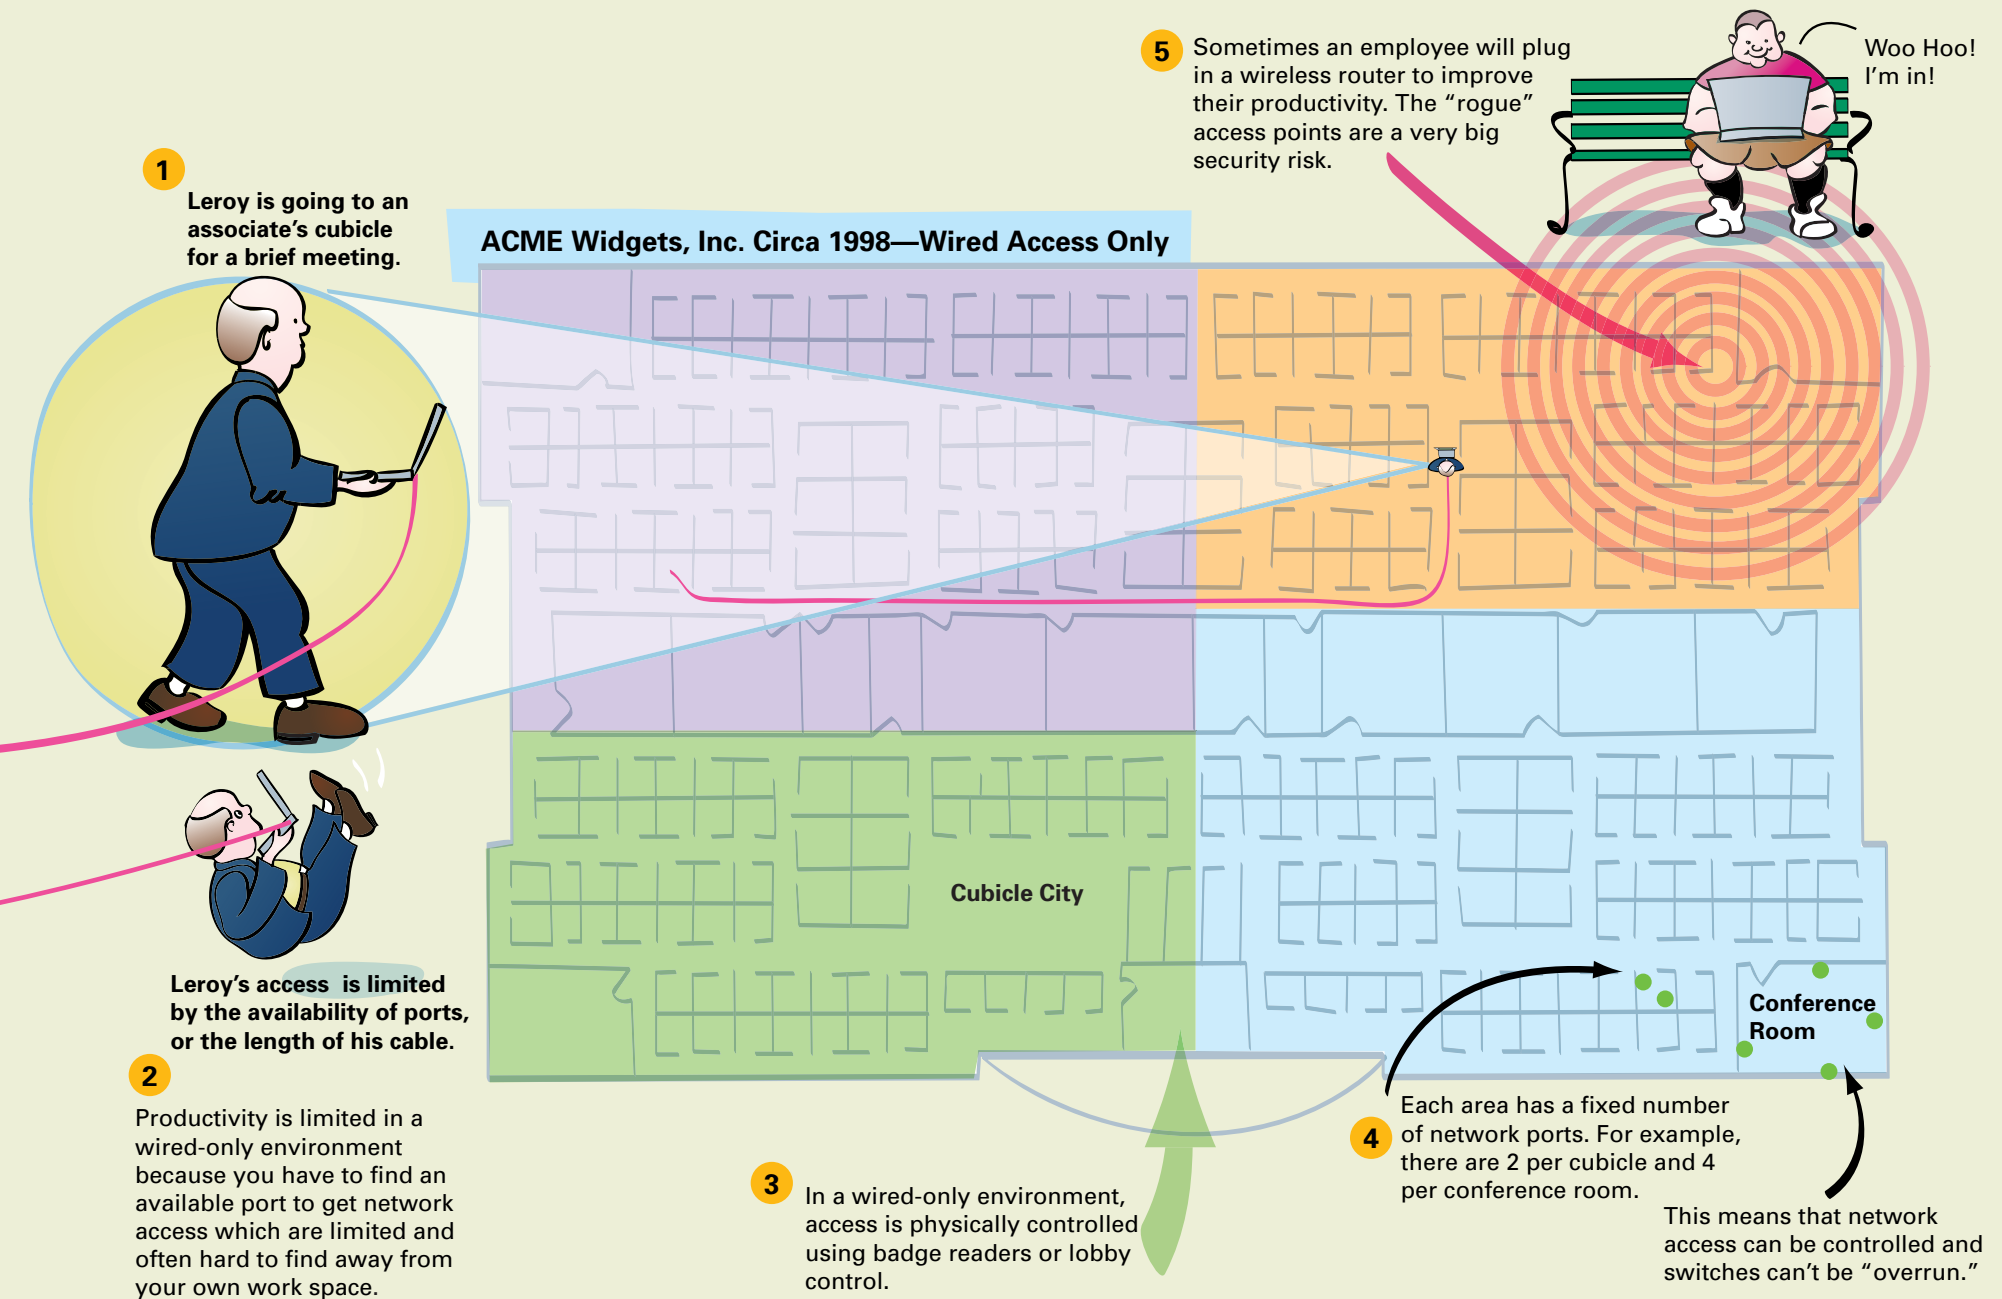 5
Sometimes an employee will plug
in a wireless router to improve
their productivity. The “rogue”
access points are a very big
security risk.
Woo Hoo!
I’m in!
1
Leroy is going to an
associate’s cubicle
for a brief meeting.
ACME Widgets, Inc. Circa 1998—Wired Access Only
Cubicle City
Conference
Room
Leroy’s access is limited
by the availability of ports,
or the length of his cable.
2
Productivity is limited in a
wired-only environment
because you have to find an
available port to get network
access which are limited and
often hard to find away from
your own work space.
3
In a wired-only environment,
access is physically controlled
using badge readers or lobby
control.
4
Each area has a fixed number
of network ports. For example,
there are 2 per cubicle and 4
per conference room.
This means that network
access can be controlled and
switches can’t be “overrun.”